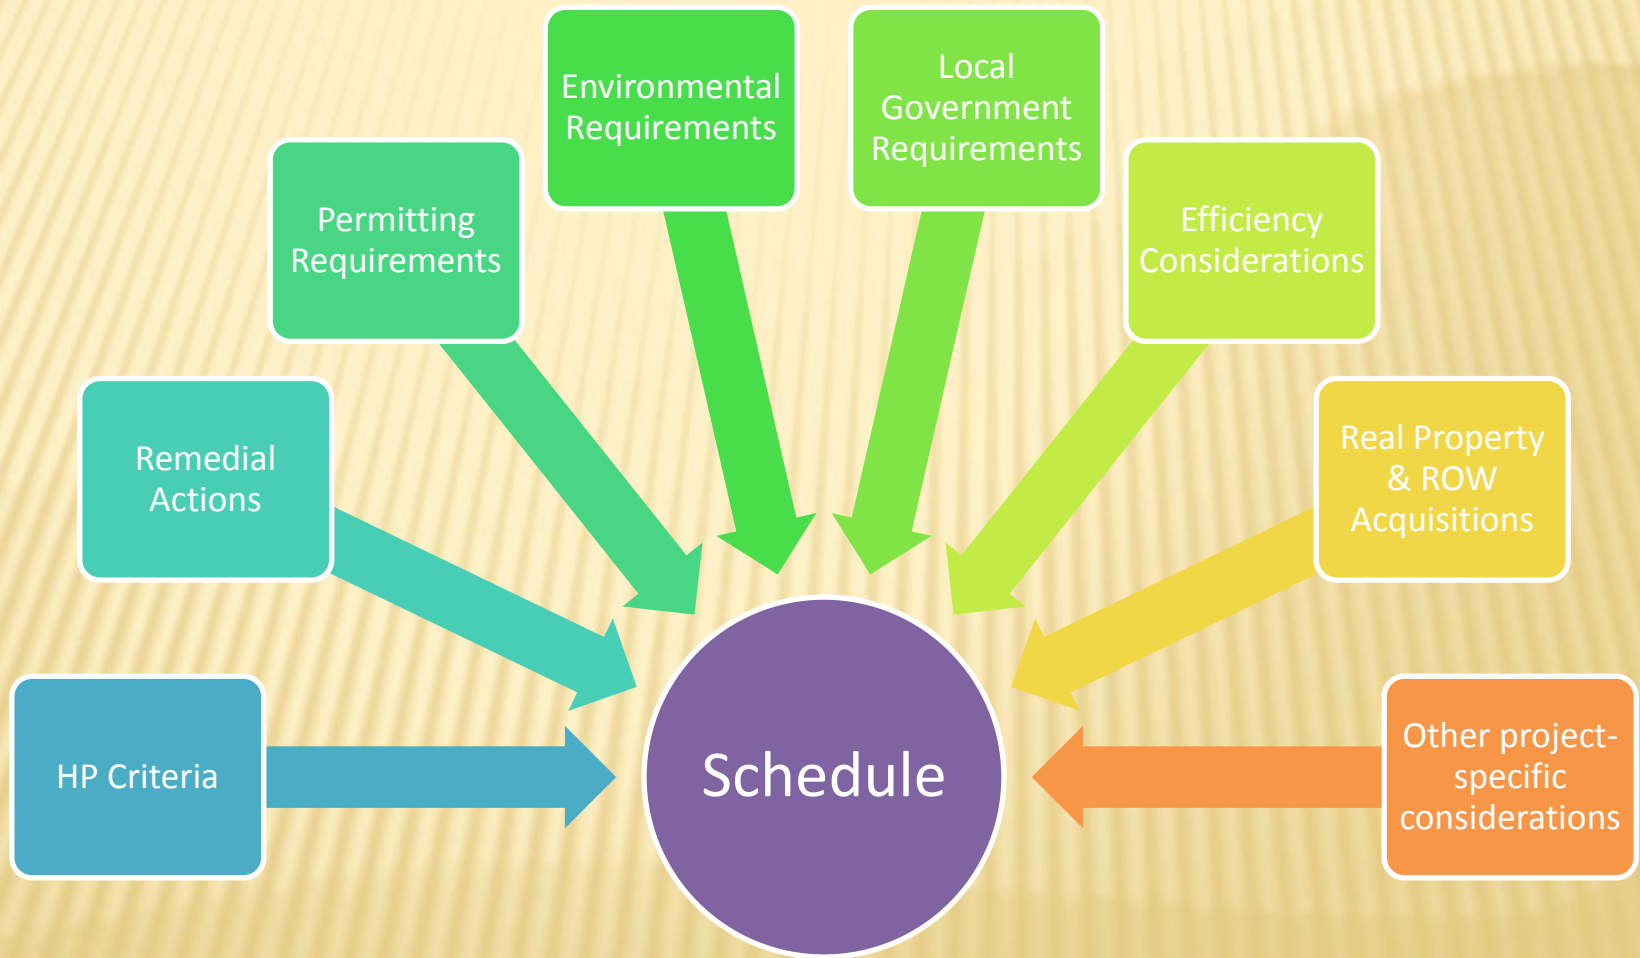 HP Criteria
Remedial
Actions
Permitting
Requirements
Environmental
Requirements
Local
Government
Requirements
Efficiency
Considerations
Real Property
& ROW
Acquisitions
Other project-
specific
considerations
Schedule